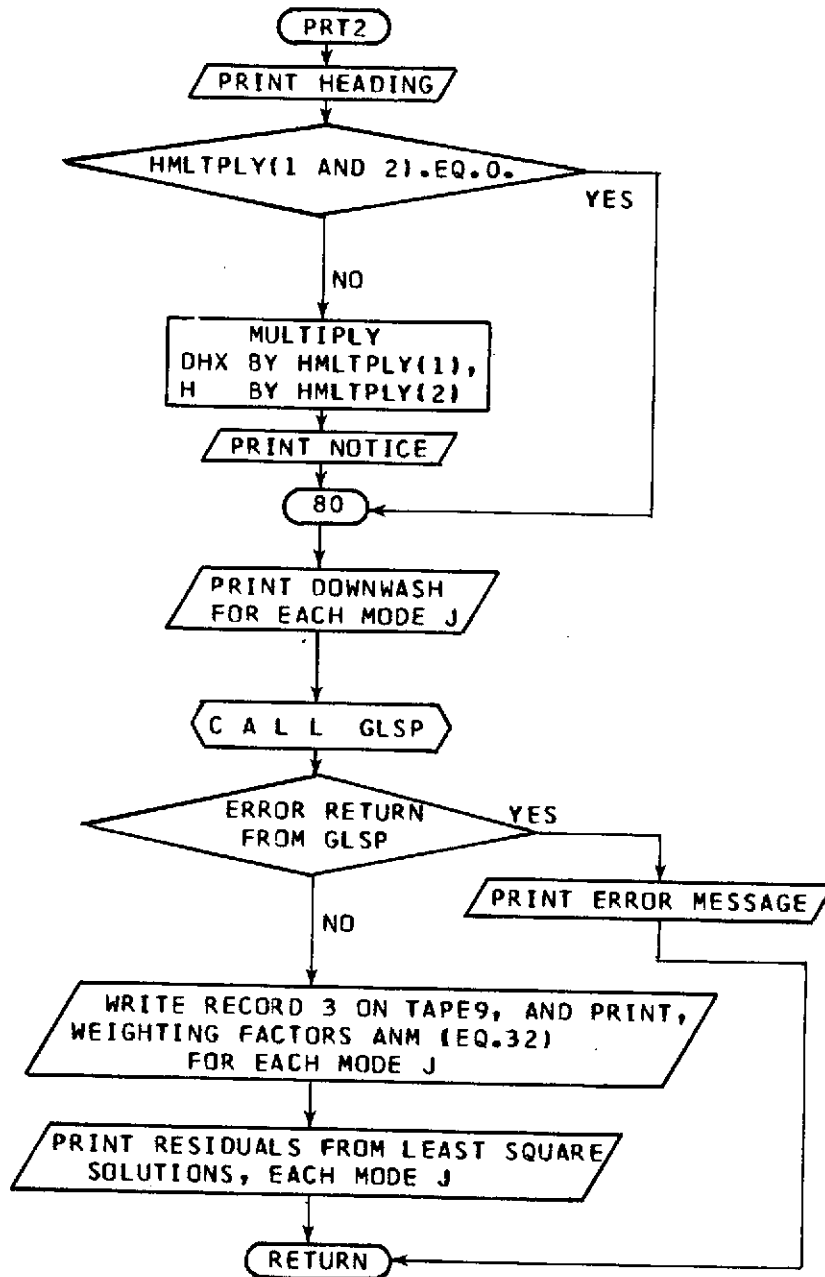 PRT2
PRINT HEADING
HMLTPLY(1 AND 2).EQ.0.
YES
NO
MULTIPLY
DHX BY HMLTPLY(1),
H BY HMLTPLY(2)
PRINT NOTICE
80
PRINT DOWNWASH
FOR EACH MODE J
C A L L GLSP
ERROR RETURN
FROM GLSP
YES
PRINT ERROR MESSAGE
NO
WRITE RECORD 3 ON TAPE9, AND PRINT,
WEIGHTING FACTORS ANM (EQ.32)
FOR EACH MODE J
PRINT RESIDUALS FROM LEAST SQUARE
SOLUTIONS, EACH MODE J
RETURN